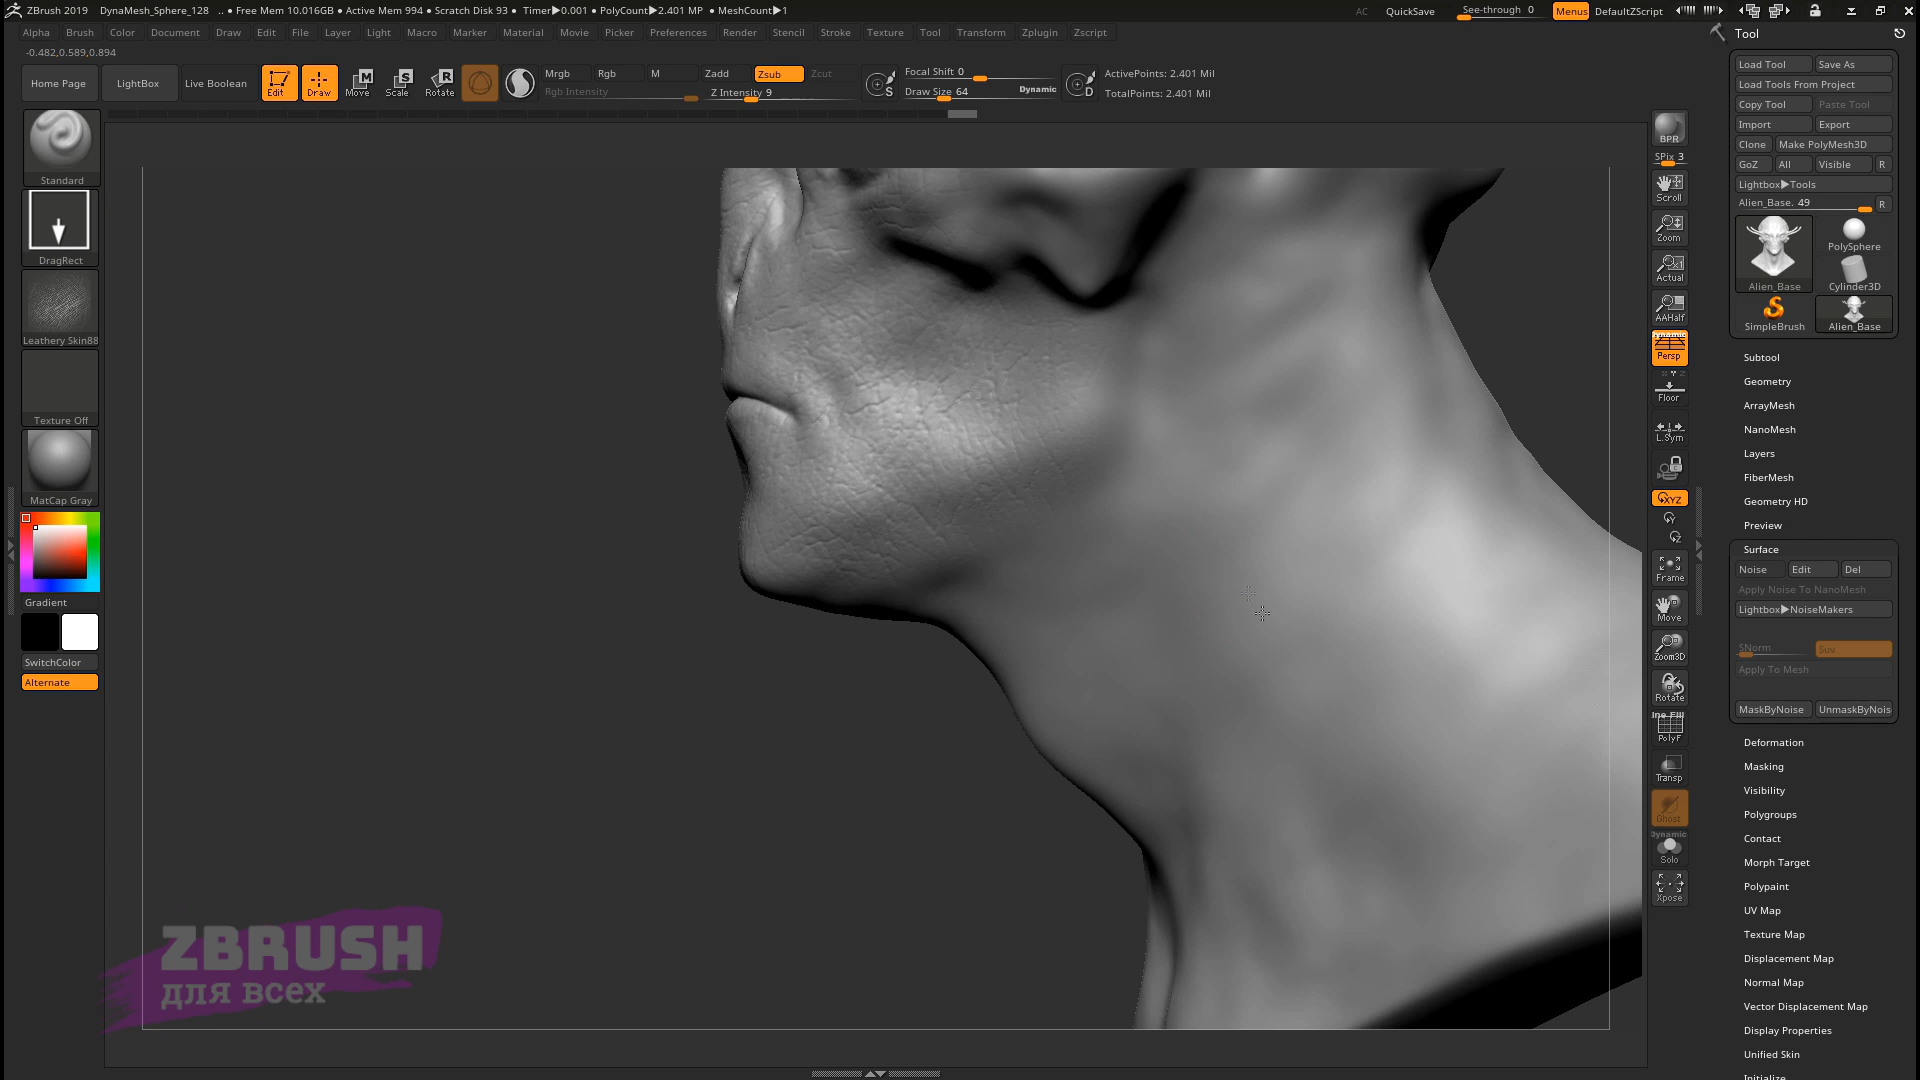 ZBrush 2019 DynaMesh_Sphere_128 .. ● Free Mem 10.016GB ● Active Mem 994 ● Scratch Disk 93 ● Timer▶0.001 ● PolyCount▶2.401 MP ● MeshCount▶1 AC QuickSave See-through 0 Menus DefaultZScript
Alpha Brush Color Document Draw Edit File Layer Light Macro Marker Material Movie Picker Preferences Render Stencil Stroke Texture Tool Transform Zplugin Zscript
-0.482,0.589,0.894
Home Page LightBox Live Boolean Edit Draw Move Scale Rotate
M S R
Mrgb Rgb M
Rgb Intensity
Zadd Zsub Zcut
Z Intensity 9
S
Focal Shift 0
Draw Size 64 Dynamic
D
ActivePoints: 2.401 Mil
TotalPoints: 2.401 Mil
Standard
DragRect
Leathery Skin88
Texture Off
MatCap Gray
Gradient
SwitchColor
Alternate
ZBRUSH
для всех
BPR
SPix 3
Scroll
Zoom
Actual
AAHalf
Dynamic
Persp
Floor
L.Sym
XYZ
Y
Z
Frame
Move
Zoom3D
Rotate
ine Fill
PolyF
Transp
Ghost
Dynamic
Solo
Xpose
Tool
Load Tool Save As
Load Tools From Project
Copy Tool Paste Tool
Import Export
Clone Make PolyMesh3D
GoZ All Visible R
Lightbox▶Tools
Alien_Base. 49 R
Alien_Base PolySphere
Cylinder3D
SimpleBrush Alien_Base
Subtool
Geometry
ArrayMesh
NanoMesh
Layers
FiberMesh
Geometry HD
Preview
Surface
Noise Edit Del
Apply Noise To NanoMesh
Lightbox▶NoiseMakers
SNorm Suv
Apply To Mesh
MaskByNoise UnmaskByNois
Deformation
Masking
Visibility
Polygroups
Contact
Morph Target
Polypaint
UV Map
Texture Map
Displacement Map
Normal Map
Vector Displacement Map
Display Properties
Unified Skin
Initialize